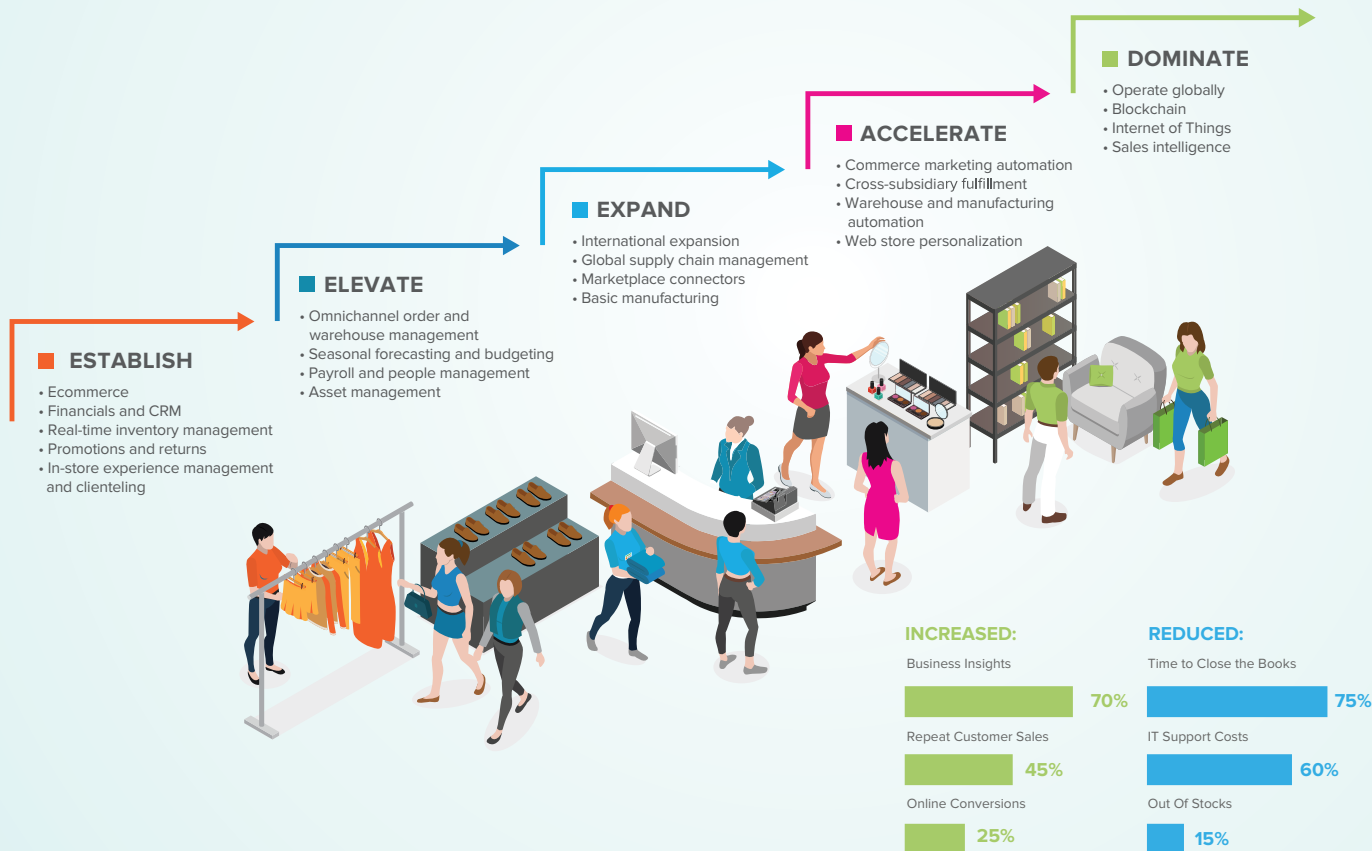 DOMINATE
• Operate globally
• Blockchain
• Internet of Things
• Sales intelligence
ACCELERATE
• Commerce marketing automation
• Cross-subsidiary fulfillment
• Warehouse and manufacturing
automation
• Web store personalization
EXPAND
• International expansion
• Global supply chain management
• Marketplace connectors
• Basic manufacturing
ELEVATE
• Omnichannel order and
warehouse management
• Seasonal forecasting and budgeting
• Payroll and people management
• Asset management
ESTABLISH
• Ecommerce
• Financials and CRM
• Real-time inventory management
• Promotions and returns
• In-store experience management
and clienteling
INCREASED:
Business Insights
70%
Repeat Customer Sales
45%
Online Conversions
25%
REDUCED:
Time to Close the Books
75%
IT Support Costs
60%
Out Of Stocks
15%